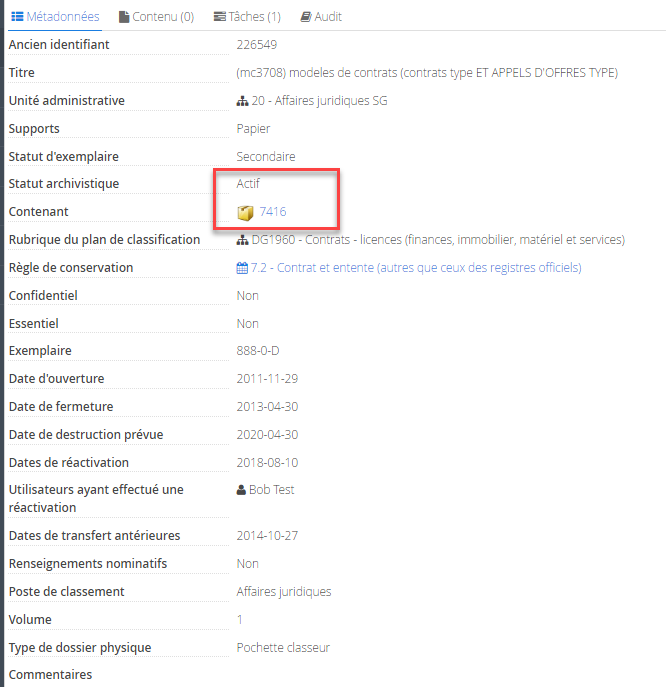 Métadonnées Contenu (0) Tâches (1) Audit
Ancien identifiant 226549
Titre (mc3708) modeles de contrats (contrats type ET APPELS D'OFFRES TYPE)
Unité administrative 20 - Affaires juridiques SG
Supports Papier
Statut d'exemplaire Secondaire
Statut archivistique Actif
Contenant 7416
Rubrique du plan de classification DG1960 - Contrats - licences (finances, immobilier, matériel et services)
Règle de conservation 7.2 - Contrat et entente (autres que ceux des registres officiels)
Confidentiel Non
Essentiel Non
Exemplaire 888-0-D
Date d'ouverture 2011-11-29
Date de fermeture 2013-04-30
Date de destruction prévue 2020-04-30
Dates de réactivation 2018-08-10
Utilisateurs ayant effectué une Bob Test
réactivation
Dates de transfert antérieures 2014-10-27
Renseignements nominatifs Non
Poste de classement Affaires juridiques
Volume 1
Type de dossier physique Pochette classeur
Commentaires